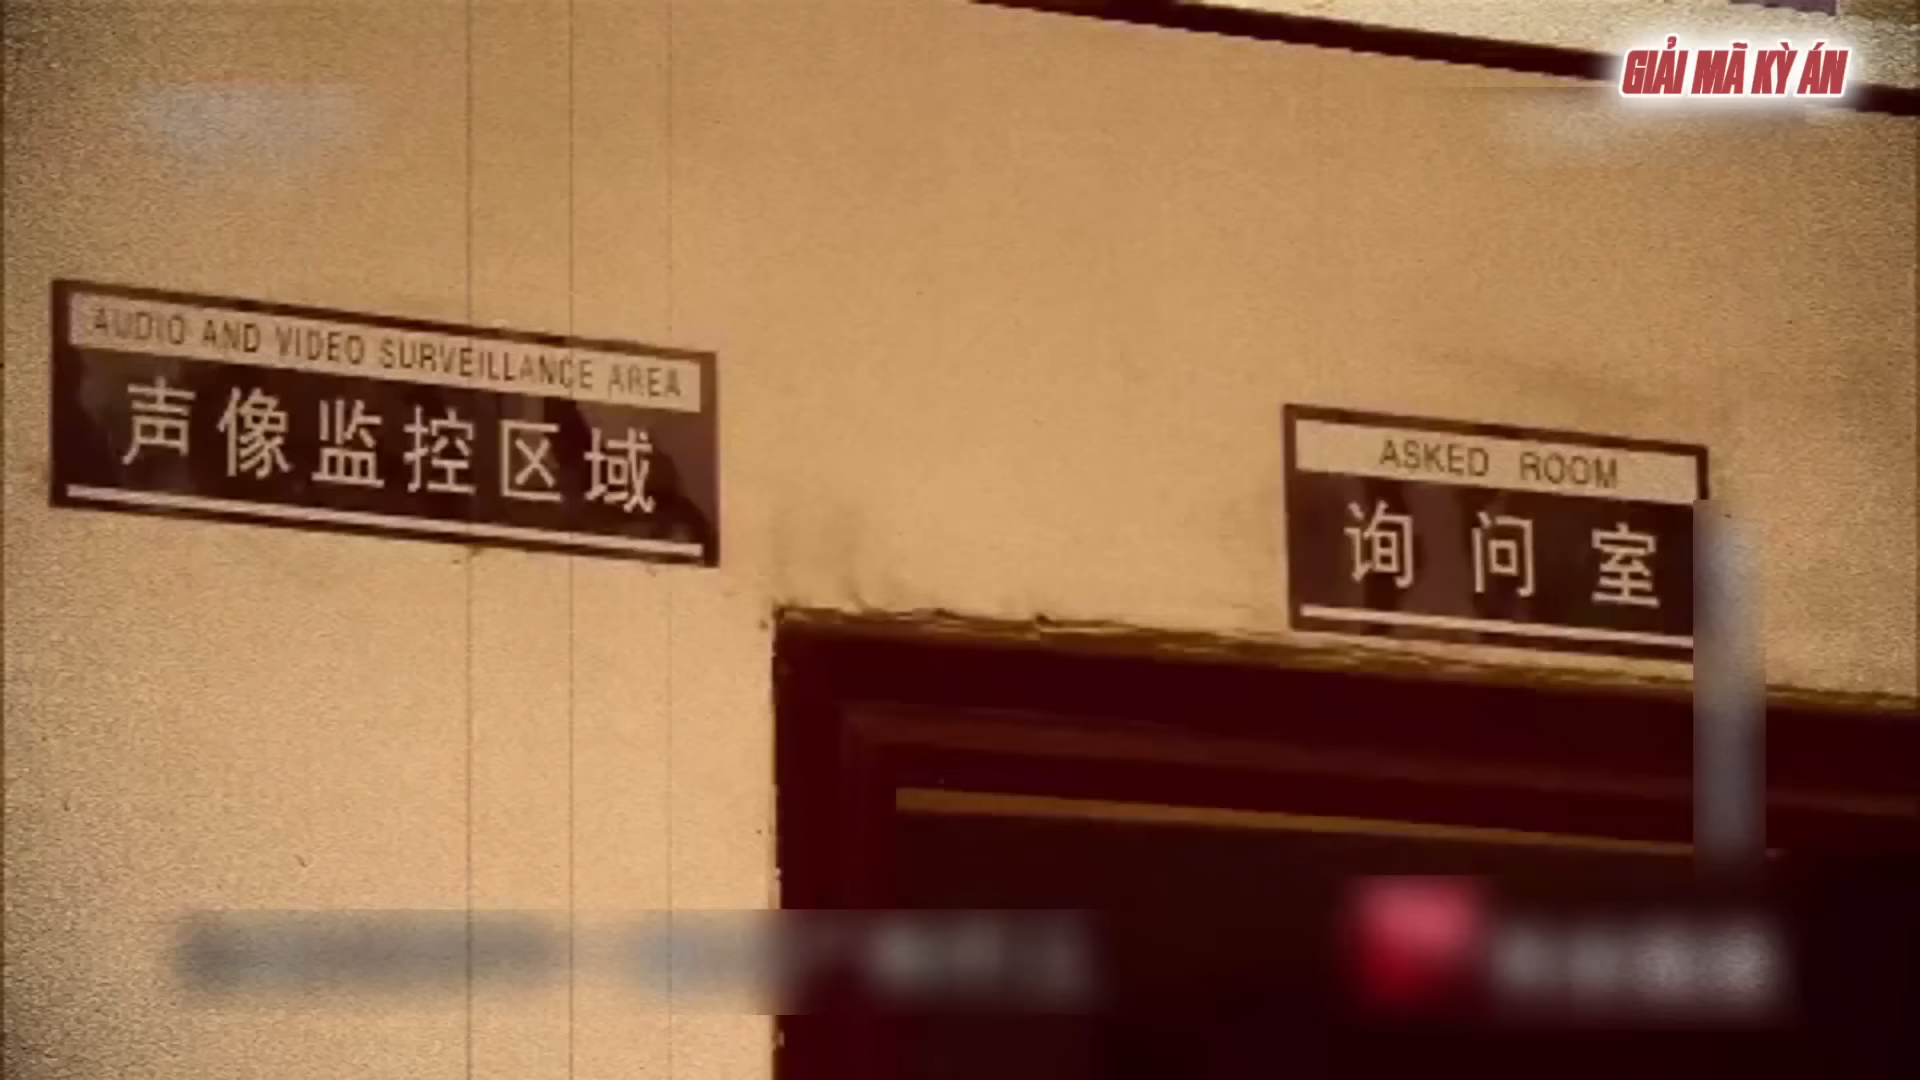 GIẢI MÃ KỲ ÁN
AUDIO AND VIDEO SURVEILLANCE AREA
声像监控区域
ASKED ROOM
询问室